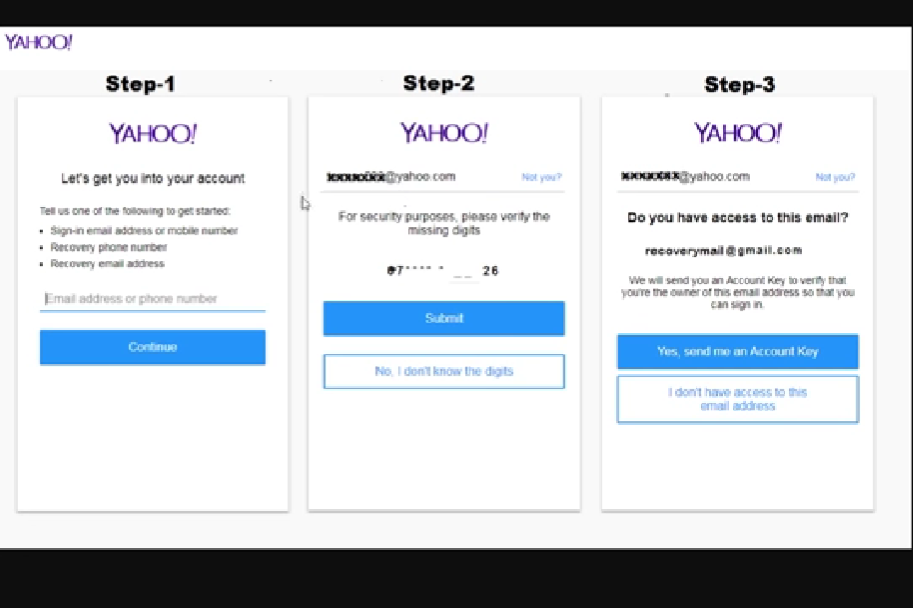 YAHOO!
Step-1
YAHOO!
Let's get you into your account
Tell us one of the following to get started:
• Sign-in email address or mobile number
• Recovery phone number
• Recovery email address
Email address or phone number
Continue
Step-2
YAHOO!
@yahoo.com Not you?
For security purposes, please verify the
missing digits
26
Submit
No, I don't know the digits
Step-3
YAHOO!
@yahoo.com Not you?
Do you have access to this email?
recoverymail@gmail.com
We will send you an Account Key to verify that
you're the owner of this email address so that you
can sign in.
Yes, send me an Account Key
I don't have access to this
email address